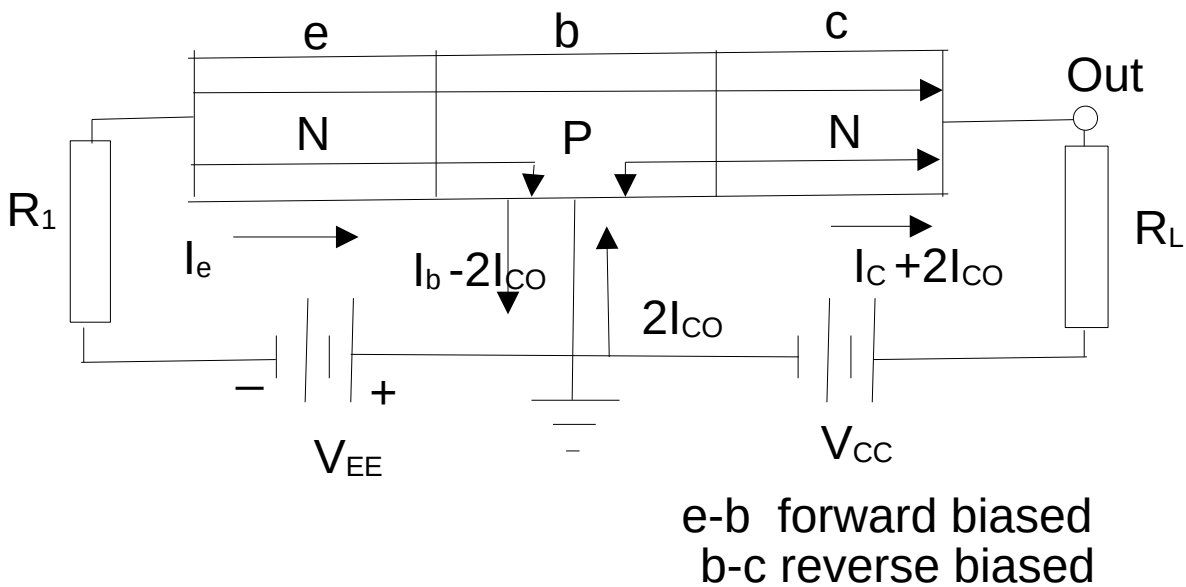 e b c
Out
N P N
R1
RL
Ie
Ib -2ICO
IC +2ICO
2ICO
– +
VEE
VCC
e-b forward biased
b-c reverse biased